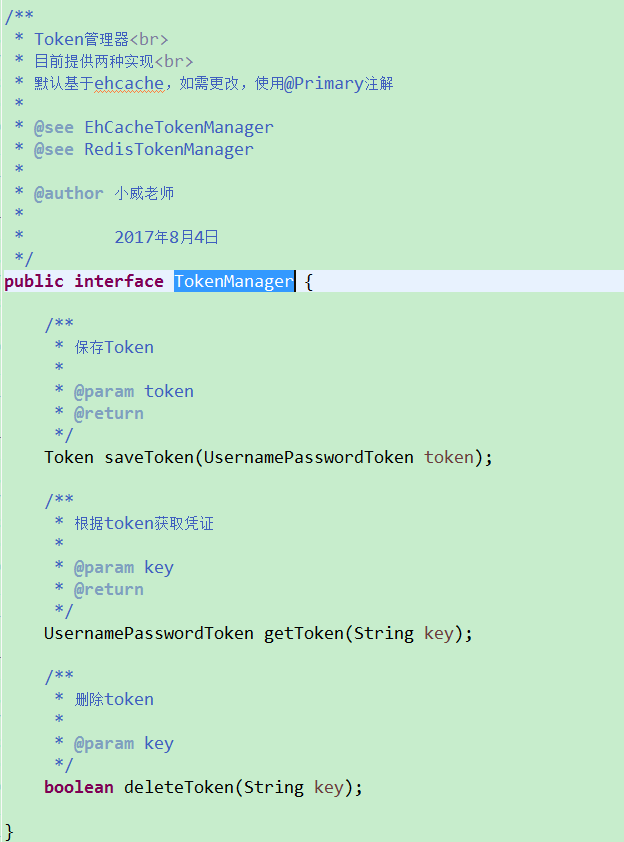 /**
 * Token管理器<br>
 * 目前提供两种实现<br>
 * 默认基于ehcache，如需更改，使用@Primary注解
 *
 * @see EhCacheTokenManager
 * @see RedisTokenManager
 *
 * @author 小威老师
 *
 *         2017年8月4日
 */
public interface TokenManager {
    /**
     * 保存Token
     *
     * @param token
     * @return
     */
    Token saveToken(UsernamePasswordToken token);
    /**
     * 根据token获取凭证
     *
     * @param key
     * @return
     */
    UsernamePasswordToken getToken(String key);
    /**
     * 删除token
     *
     * @param key
     */
    boolean deleteToken(String key);
}